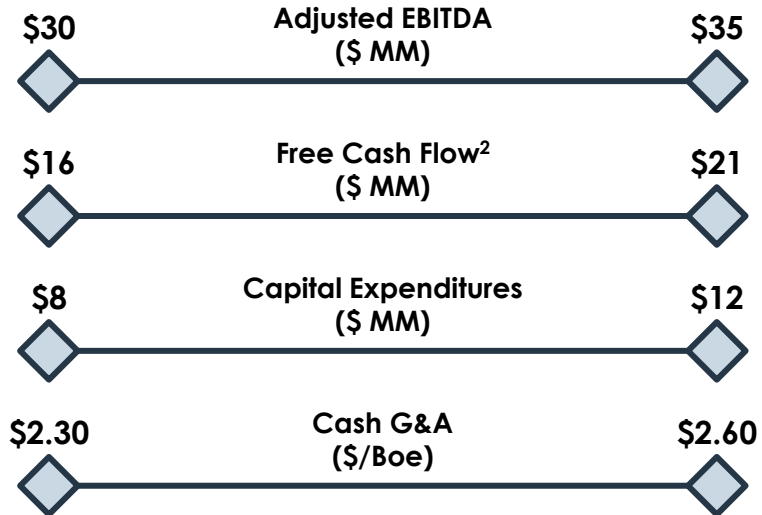 $30 Adjusted EBITDA $35
($ MM)
$16 Free Cash Flow² $21
($ MM)
$8 Capital Expenditures $12
($ MM)
$2.30 Cash G&A $2.60
($/Boe)